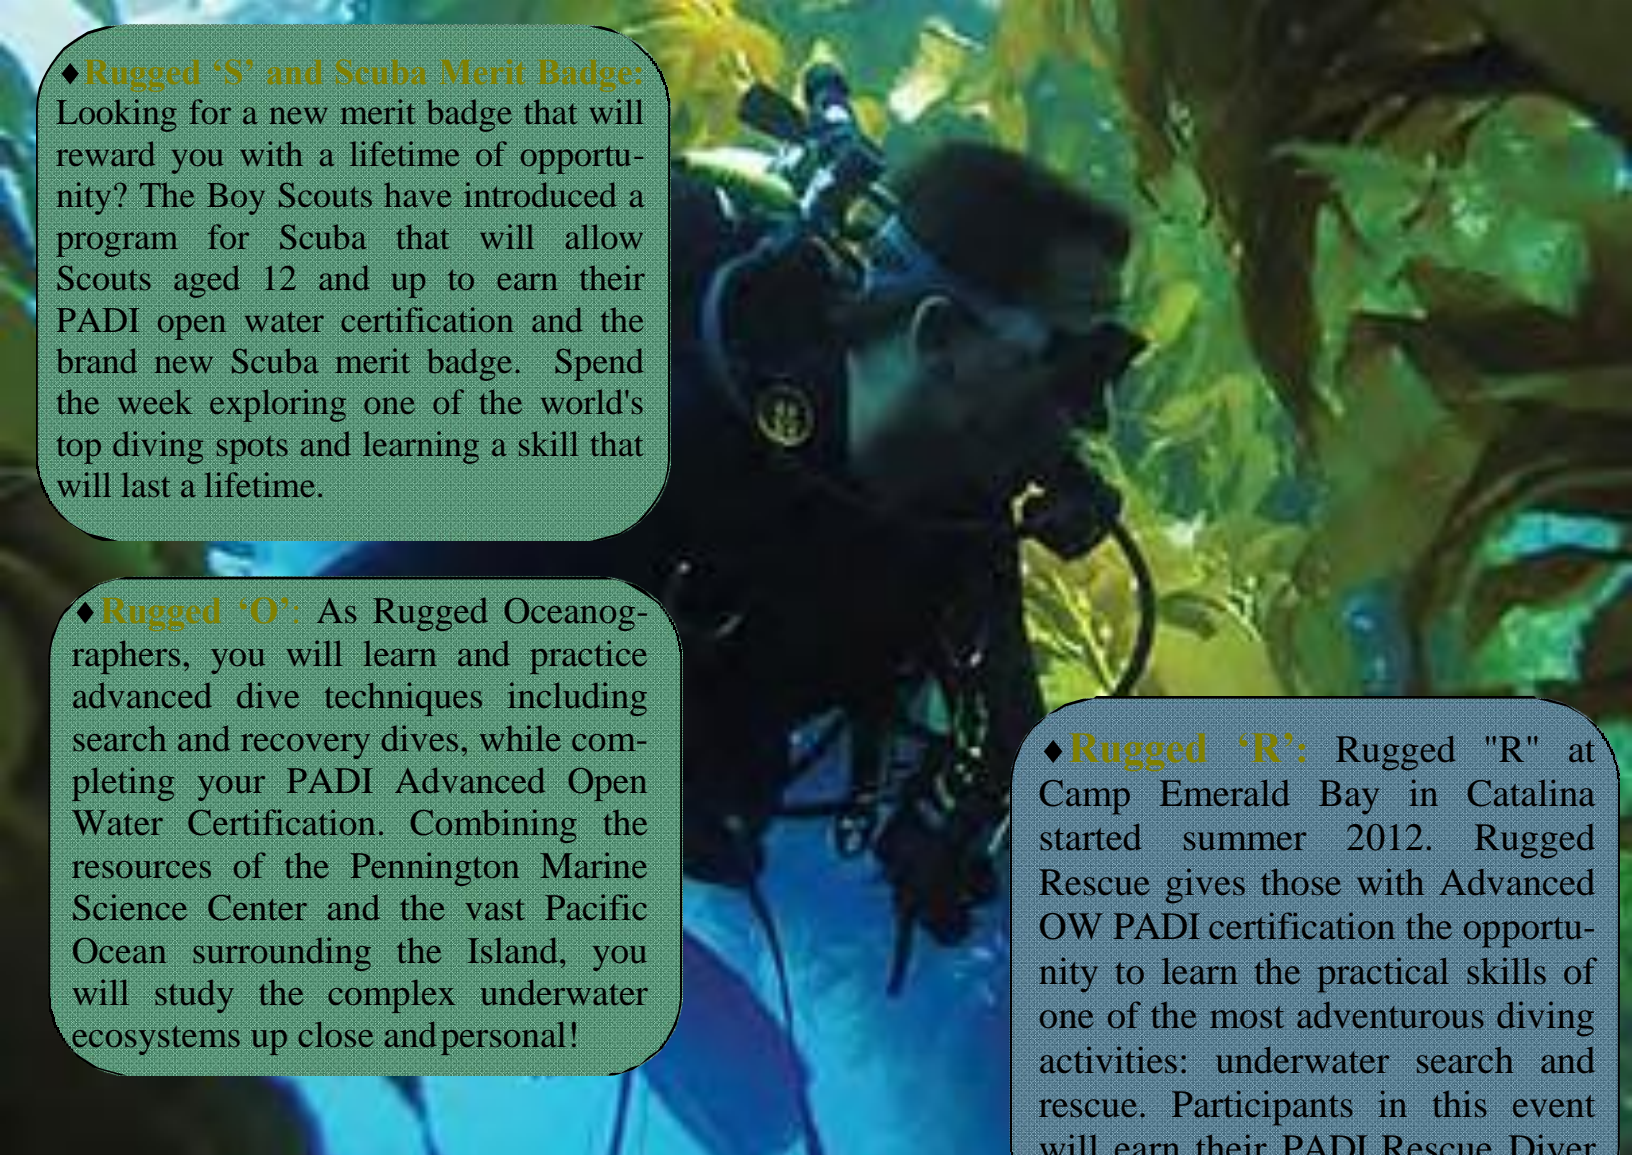 ♦Rugged ‘S’ and Scuba Merit Badge:
Looking for a new merit badge that will
reward you with a lifetime of opportu-
nity? The Boy Scouts have introduced a
program for Scuba that will allow
Scouts aged 12 and up to earn their
PADI open water certification and the
brand new Scuba merit badge.  Spend
the week exploring one of the world's
top diving spots and learning a skill that
will last a lifetime.
♦Rugged ‘O’: As Rugged Oceanog-
raphers, you will learn and practice
advanced dive techniques including
search and recovery dives, while com-
pleting your PADI Advanced Open
Water Certification. Combining the
resources of the Pennington Marine
Science Center and the vast Pacific
Ocean surrounding the Island, you
will study the complex underwater
ecosystems up close and personal!
♦Rugged ‘R’: Rugged "R" at
Camp Emerald Bay in Catalina
started summer 2012. Rugged
Rescue gives those with Advanced
OW PADI certification the opportu-
nity to learn the practical skills of
one of the most adventurous diving
activities: underwater search and
rescue. Participants in this event
will earn their PADI Rescue Diver